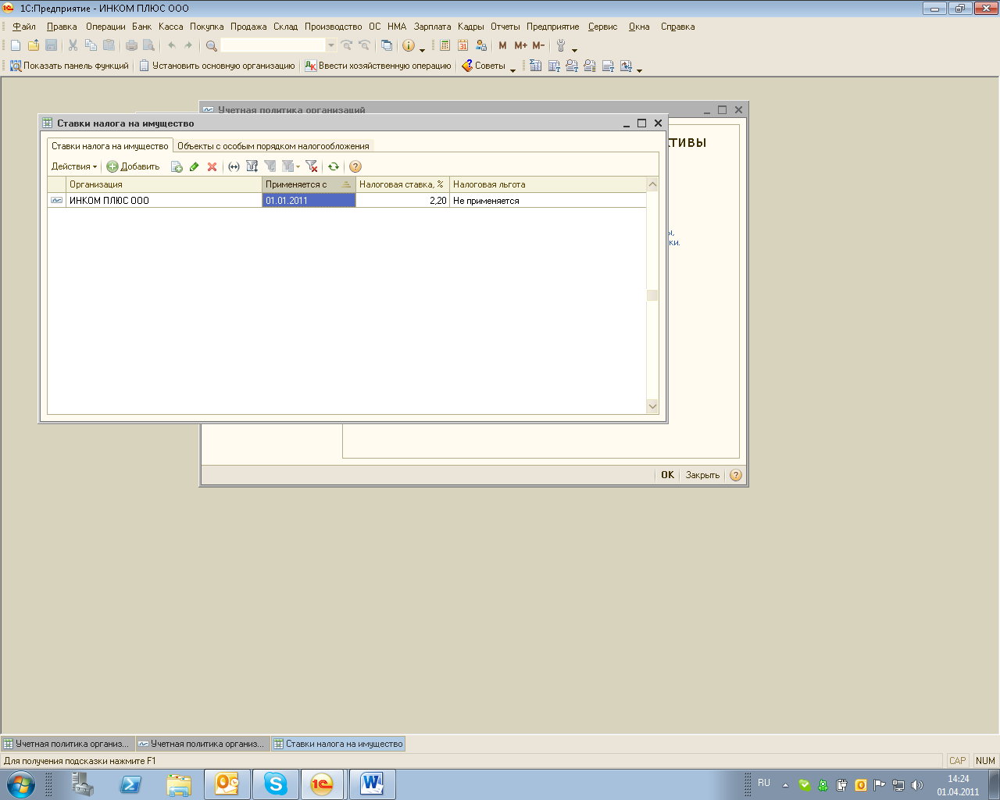 1С:Предприятие - ИНКОМ ПЛЮС ООО
Файл Правка Операции Банк Касса Покупка Продажа Склад Производство ОС НМА Зарплата Кадры Отчеты Предприятие Сервис Окна Справка
M M+ M-
Показать панель функций Установить основную организацию Ввести хозяйственную операцию Советы
Учетная политика организаций
Ставки налога на имущество
ТИВЫ
Ставки налога на имущество Объекты с особым порядком налогообложения
Действия Добавить
Организация Применяется с Налоговая ставка, % Налоговая льгота
ИНКОМ ПЛЮС ООО 01.01.2011 2,20 Не применяется
ы,
ки.
OK Закрыть
Учетная политика организ... Учетная политика организ... Ставки налога на имущество
Для получения подсказки нажмите F1 CAP NUM
RU 14:24
01.04.2011